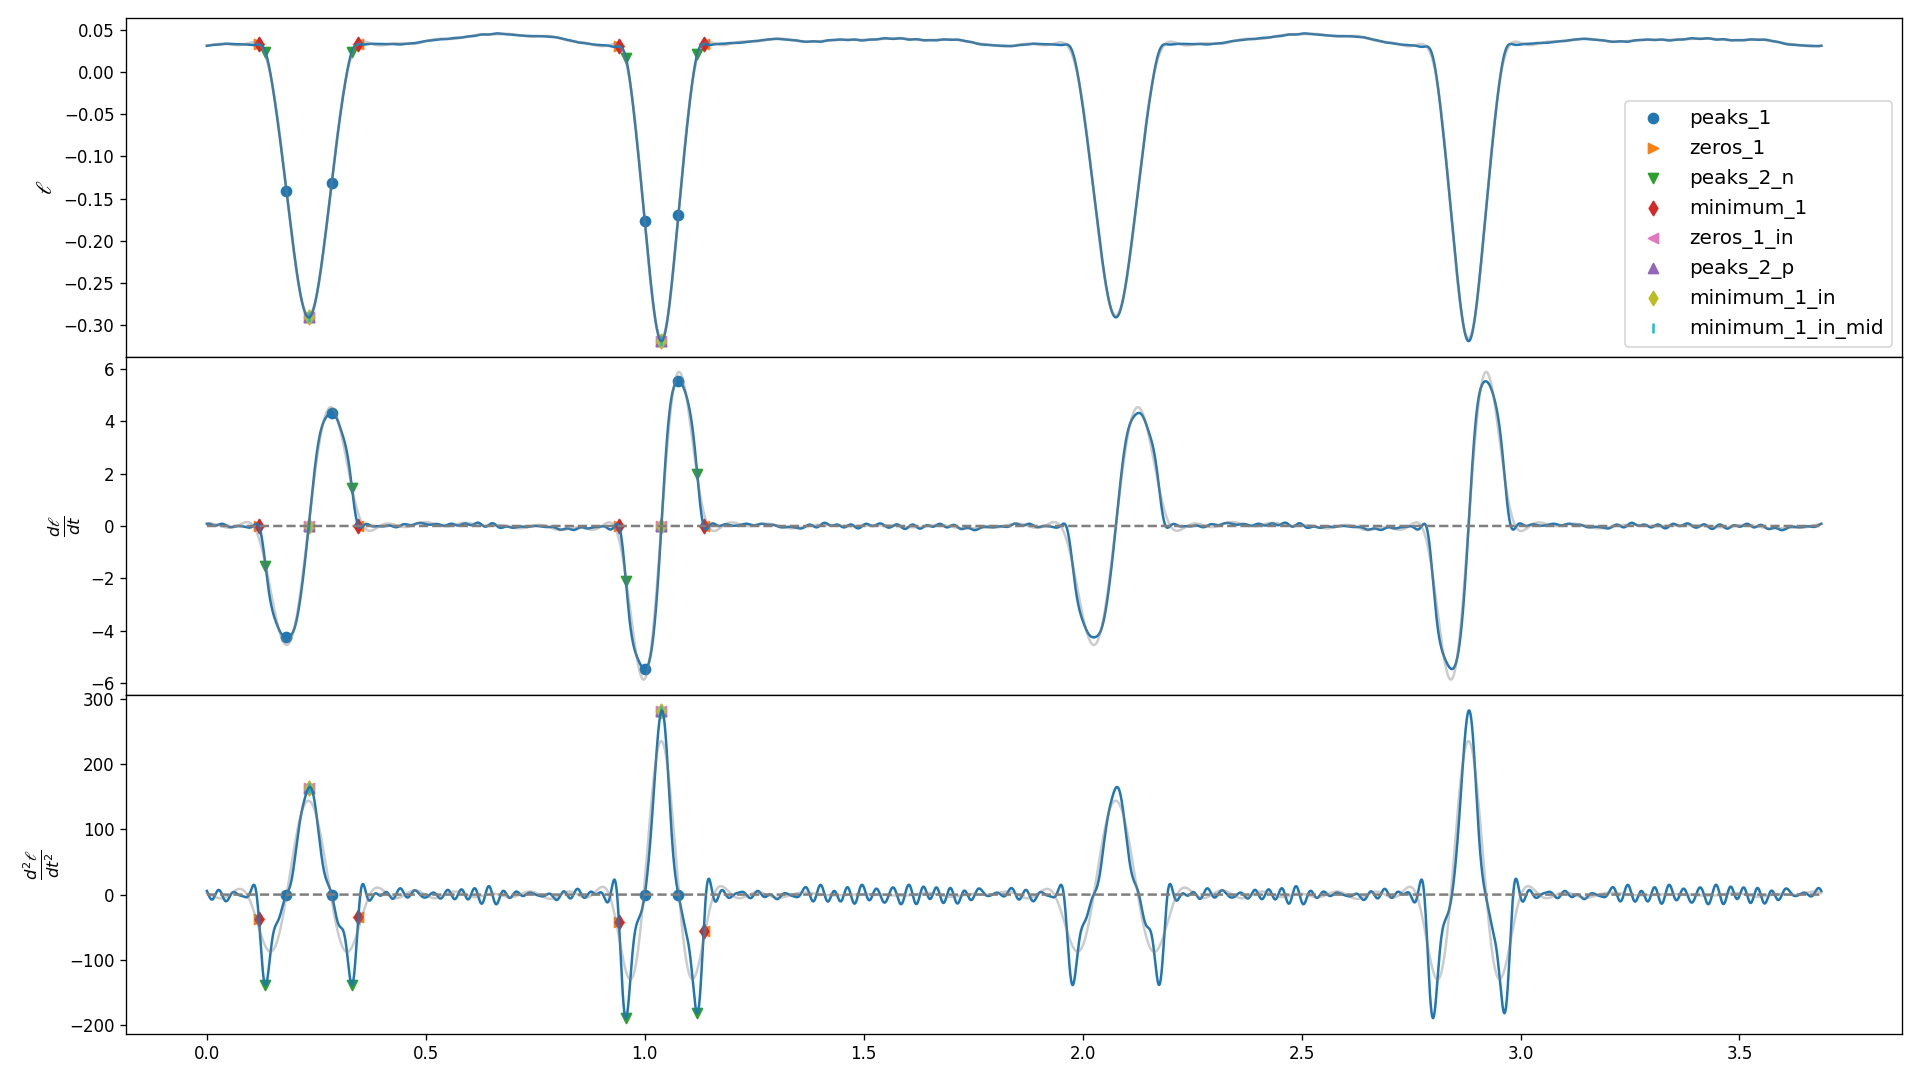 0.05
0.00
−0.05
−0.10
−0.15
−0.20
−0.25
−0.30
ℓ
peaks_1
zeros_1
peaks_2_n
minimum_1
zeros_1_in
peaks_2_p
minimum_1_in
minimum_1_in_mid
6
4
2
0
−2
−4
−6
dℓ
dt
300
200
100
0
−100
−200
d²ℓ
dt²
0.0 0.5 1.0 1.5 2.0 2.5 3.0 3.5